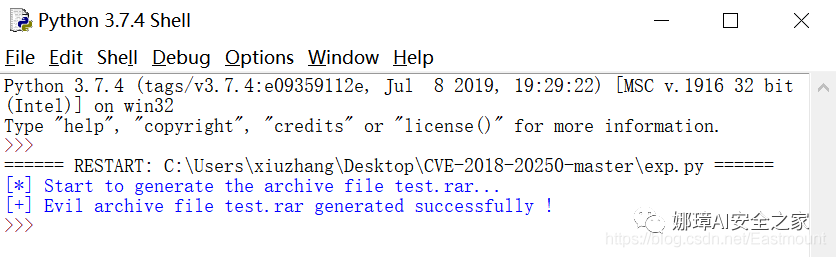 Python 3.7.4 Shell
File Edit Shell Debug Options Window Help
Python 3.7.4 (tags/v3.7.4:e09359112e, Jul  8 2019, 19:29:22) [MSC v.1916 32 bit
(Intel)] on win32
Type "help", "copyright", "credits" or "license()" for more information.
>>>
====== RESTART: C:\Users\xiuzhang\Desktop\CVE-2018-20250-master\exp.py ======
[*] Start to generate the archive file test.rar...
[+] Evil archive file test.rar generated successfully !
>>>
娜璋AI安全之家
https://blog.csdn.net/Eastmount